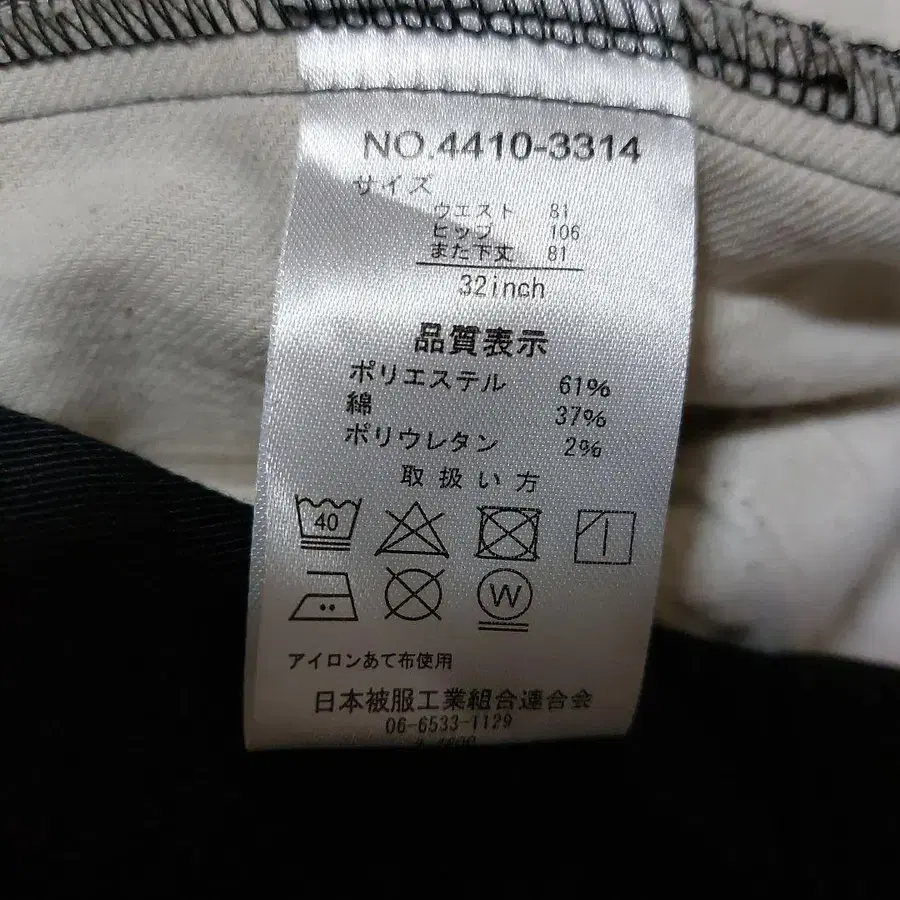 NO.4410-3314
サイズ
ウエスト 81
ヒップ 106
また下丈 81
32inch
品質表示
ポリエステル 61%
綿 37%
ポリウレタン 2%
取扱い方
40
W
アイロンあて布使用
日本被服工業組合連合会
06-6533-1129